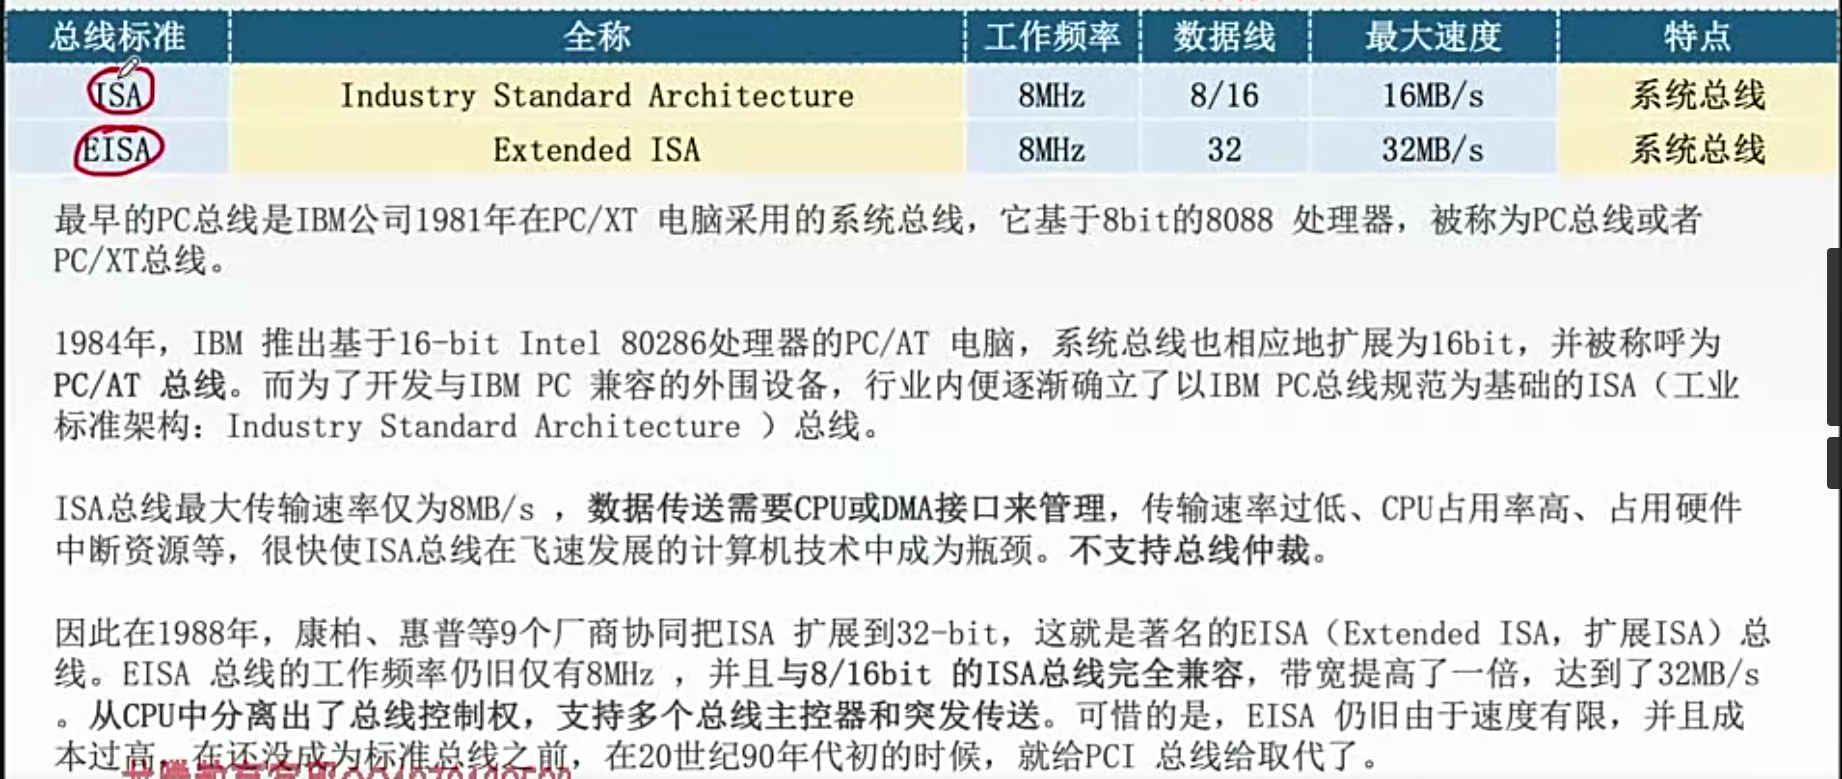 总线标准 全称 工作频率 数据线 最大速度 特点
ISA Industry Standard Architecture 8MHz 8/16 16MB/s 系统总线
EISA Extended ISA 8MHz 32 32MB/s 系统总线
最早的PC总线是IBM公司1981年在PC/XT 电脑采用的系统总线，它基于8bit的8088 处理器，被称为PC总线或者
PC/XT总线。
1984年，IBM 推出基于16-bit Intel 80286处理器的PC/AT 电脑，系统总线也相应地扩展为16bit，并被称呼为
PC/AT 总线。而为了开发与IBM PC 兼容的外围设备，行业内便逐渐确立了以IBM PC总线规范为基础的ISA（工业
标准架构：Industry Standard Architecture ）总线。
ISA总线最大传输速率仅为8MB/s ，数据传送需要CPU或DMA接口来管理，传输速率过低、CPU占用率高、占用硬件
中断资源等，很快使ISA总线在飞速发展的计算机技术中成为瓶颈。不支持总线仲裁。
因此在1988年，康柏、惠普等9个厂商协同把ISA 扩展到32-bit，这就是著名的EISA（Extended ISA，扩展ISA）总
线。EISA 总线的工作频率仍旧仅有8MHz ，并且与8/16bit 的ISA总线完全兼容，带宽提高了一倍，达到了32MB/s
。从CPU中分离出了总线控制权，支持多个总线主控器和突发传送。可惜的是，EISA 仍旧由于速度有限，并且成
本过高，在还没成为标准总线之前，在20世纪90年代初的时候，就给PCI 总线给取代了。